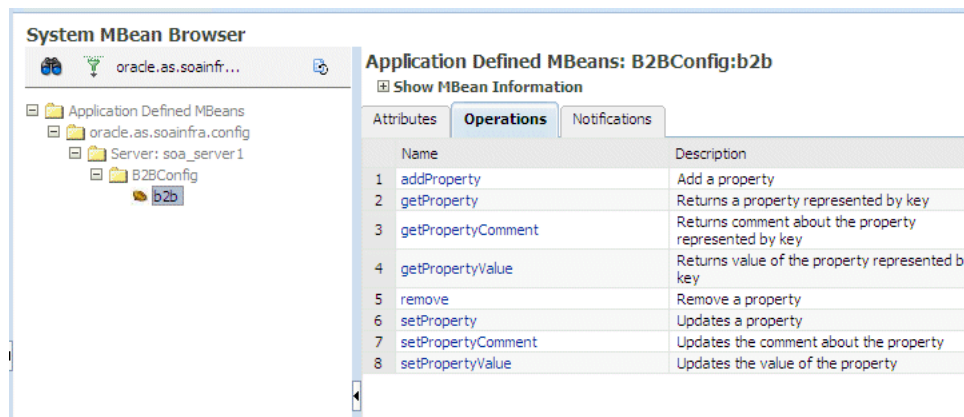 System MBean Browser
oracle.as.soainfr...
Application Defined MBeans
oracle.as.soainfra.config
Server: soa_server1
B2BConfig
b2b
Application Defined MBeans: B2BConfig:b2b
Show MBean Information
Attributes Operations Notifications
Name Description
1 addProperty Add a property
2 getProperty Returns a property represented by key
3 getPropertyComment Returns comment about the property
represented by key
4 getPropertyValue Returns value of the property represented b
key
5 remove Remove a property
6 setProperty Updates a property
7 setPropertyComment Updates the comment about the property
8 setPropertyValue Updates the value of the property